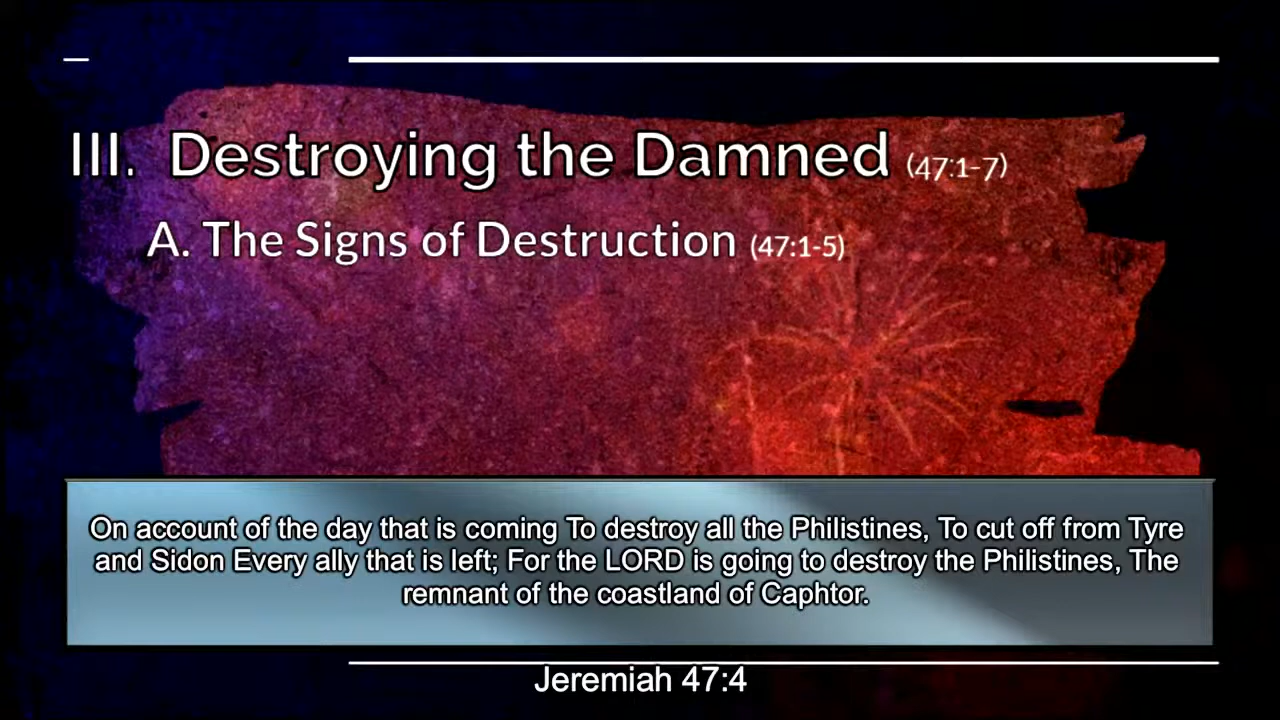 III. Destroying the Damned (47:1-7)
A. The Signs of Destruction (47:1-5)
On account of the day that is coming To destroy all the Philistines, To cut off from Tyre
and Sidon Every ally that is left; For the LORD is going to destroy the Philistines, The
remnant of the coastland of Caphtor.
Jeremiah 47:4